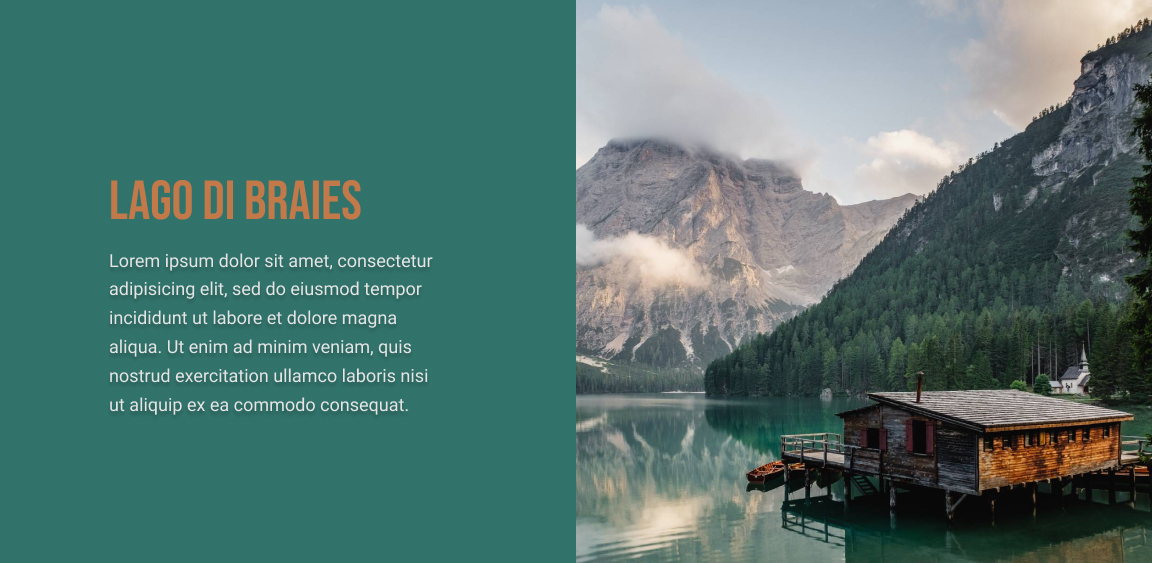 LAGO DI BRAIES
Lorem ipsum dolor sit amet, consectetur
adipisicing elit, sed do eiusmod tempor
incididunt ut labore et dolore magna
aliqua. Ut enim ad minim veniam, quis
nostrud exercitation ullamco laboris nisi
ut aliquip ex ea commodo consequat.